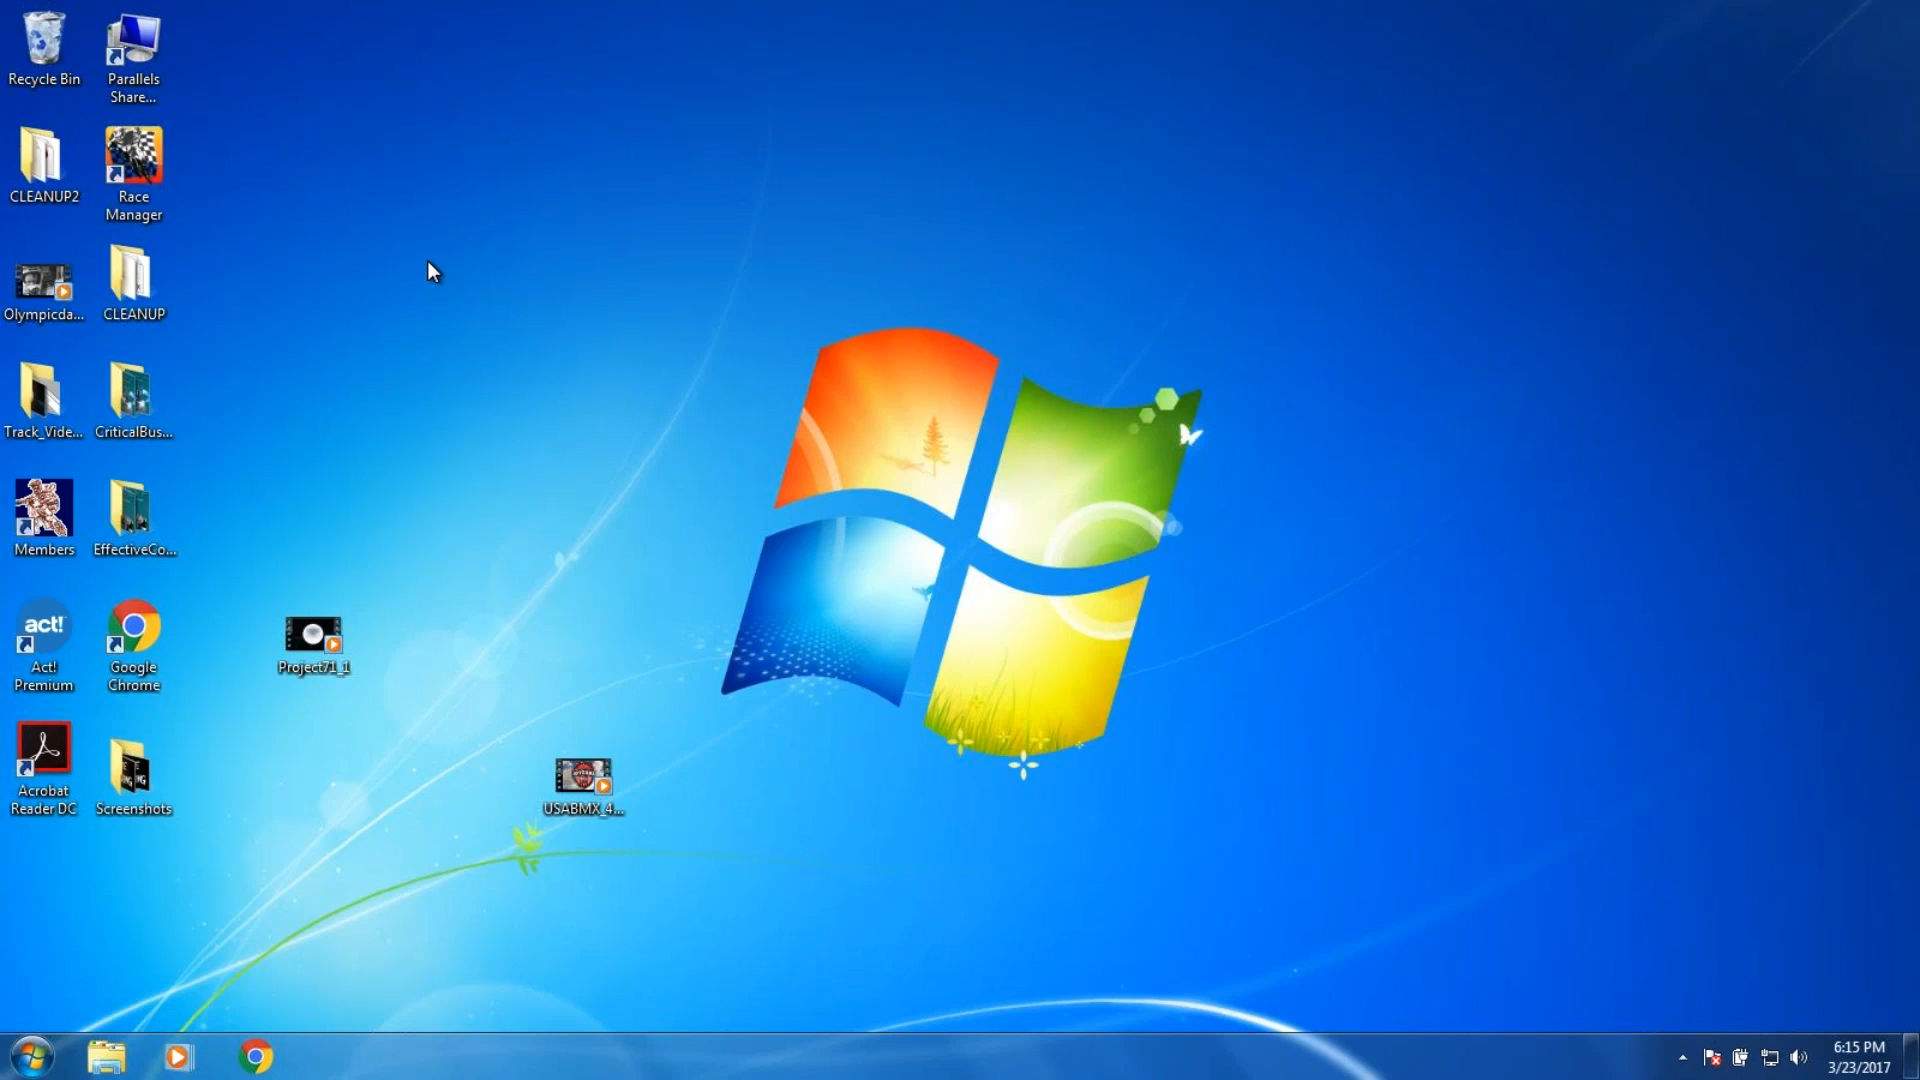 Recycle Bin
Parallels
Share...
CLEANUP2
Race
Manager
Olympicda...
CLEANUP
Track_Vide...
CriticalBus...
Members
EffectiveCo...
act!
Act!
Premium
Google
Chrome
Project71_1
Acrobat
Reader DC
Screenshots
USABMX_4...
6:15 PM
3/23/2017